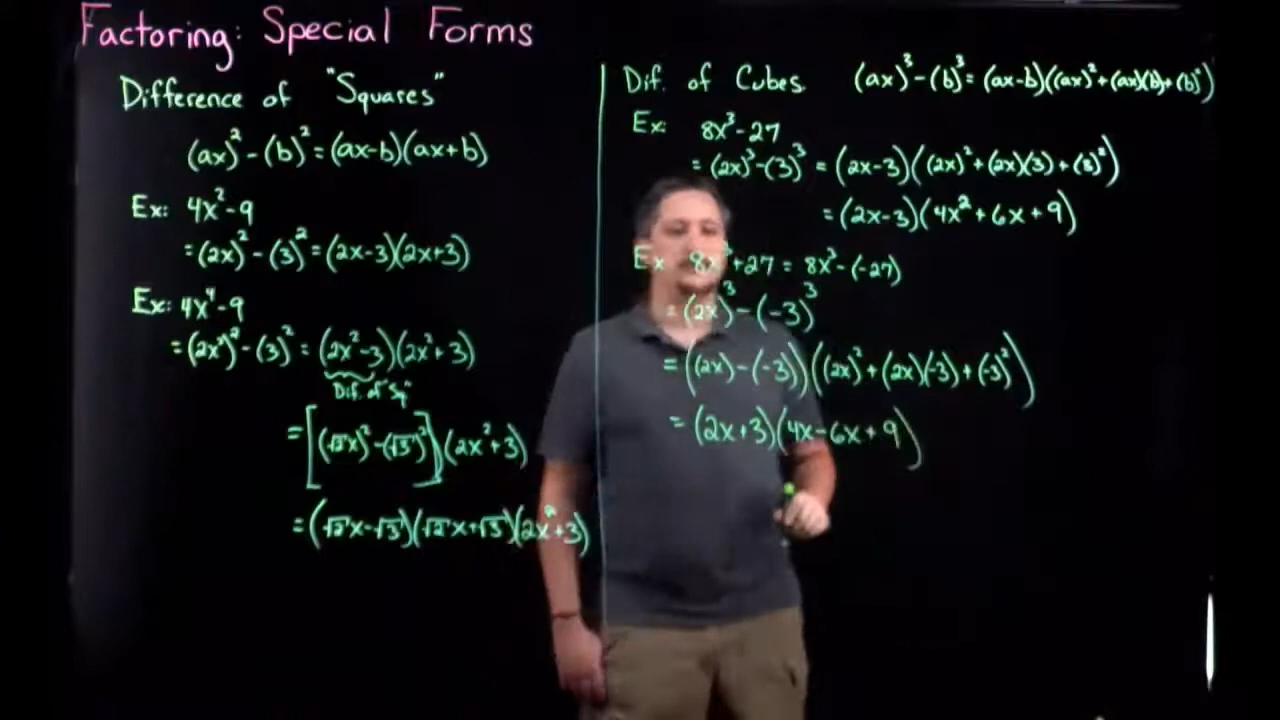 Factoring: Special Forms
Difference of "Squares"
(ax)² - (b)² = (ax-b)(ax+b)
Ex: 4x² - 9
= (2x)² - (3)² = (2x-3)(2x+3)
Ex: 4x⁴ - 9
= (2x²)² - (3)² = (2x²-3)(2x²+3)
Dif. of Sq"
= [(√2x)² - (√3)²](2x²+3)
= (√2x-√3)(√2x+√3)(2x²+3)
Dif. of Cubes (ax)³ - (b)³ = (ax-b)((ax)² + (ax)(b) + (b)²)
Ex: 8x³ - 27
= (2x)³ - (3)³ = (2x-3)((2x)² + (2x)(3) + (3)²)
= (2x-3)(4x² + 6x + 9)
Ex 8x³ + 27 = 8x³ - (-27)
= (2x)³ - (-3)³
= ((2x) - (-3))((2x)² + (2x)(-3) + (-3)²)
= (2x+3)(4x - 6x + 9)